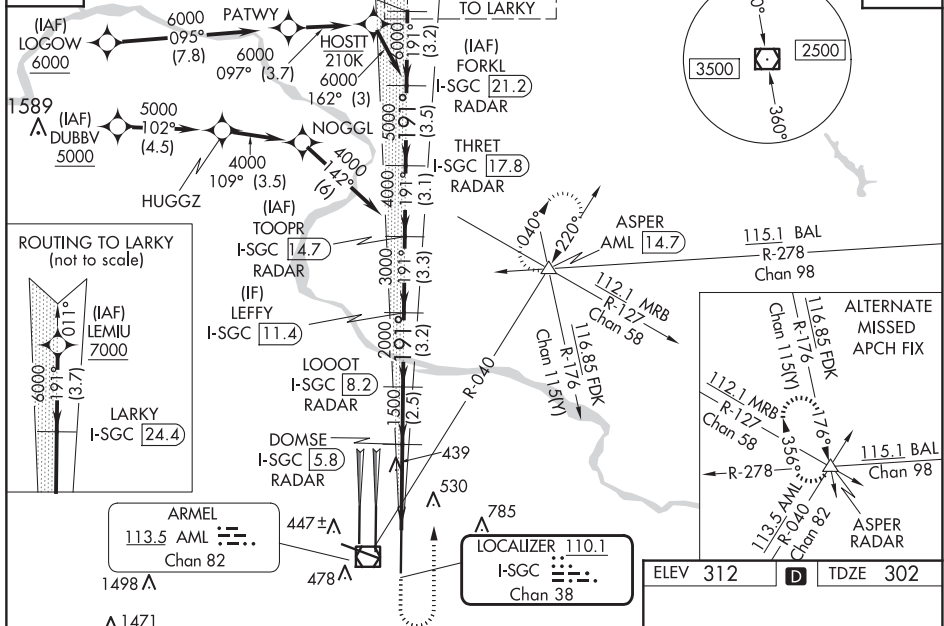 TO LARKY
(IAF)
LOGOW
6000
6000
095°
(7.8)
PATWY
6000
097° (3.7)
HOSTT
210K
6000
162° (3)
6000
191°
(3.2)
(IAF)
FORKL
I-SGC 21.2
RADAR
3500
2500
360°
1589
(IAF)
DUBBV
5000
5000
102°
(4.5)
HUGGZ
4000
109° (3.5)
NOGGL
4000
142°
(6)
5000
191°
(3.5)
THRET
I-SGC 17.8
RADAR
4000
191°
(3.1)
(IAF)
TOOPR
I-SGC 14.7
RADAR
3000
191°
(3.3)
(IF)
LEFFY
I-SGC 11.4
2000
191°
(3.2)
LOOOT
I-SGC 8.2
RADAR
1500
(2.5)
DOMSE
I-SGC 5.8
RADAR
439
530
785
447±
478
1498
1471
ROUTING TO LARKY
(not to scale)
011°
(IAF)
LEMIU
7000
6000
191°
(3.7)
LARKY
I-SGC 24.4
040°
220°
ASPER
AML 14.7
115.1 BAL
R-278
Chan 98
112.1 MRB
R-127
Chan 58
116.85 FDK
R-176
Chan 115(Y)
R-040
ALTERNATE
MISSED
APCH FIX
116.85 FDK
R-176
Chan 115(Y)
112.1 MRB
R-127
Chan 58
176°
356°
115.1 BAL
Chan 98
R-278
113.5 AML
R-040
Chan 82
ASPER
RADAR
ARMEL
113.5 AML
Chan 82
LOCALIZER 110.1
I-SGC
Chan 38
ELEV 312
D
TDZE 302